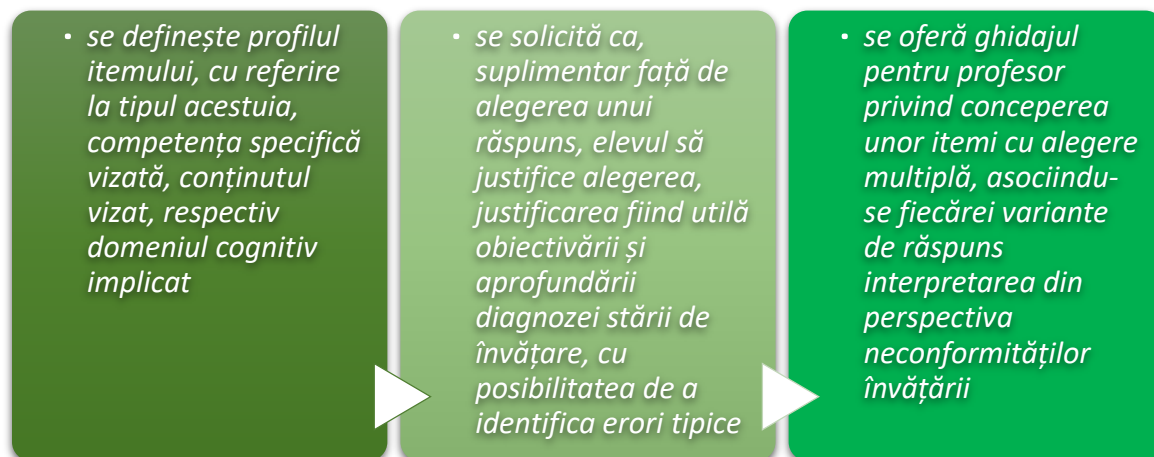 · se definește profilul
itemului, cu referire
la tipul acestuia,
competența specifică
vizată, conținutul
vizat, respectiv
domeniul cognitiv
implicat
· se solicită ca,
suplimentar față de
alegerea unui
răspuns, elevul să
justifice alegerea,
justificarea fiind utilă
obiectivării și
aprofundării
diagnozei stării de
învățare, cu
posibilitatea de a
identifica erori tipice
· se oferă ghidajul
pentru profesor
privind conceperea
unor itemi cu alegere
multiplă, asociindu-
se fiecărei variante
de răspuns
interpretarea din
perspectiva
neconformităților
învățării